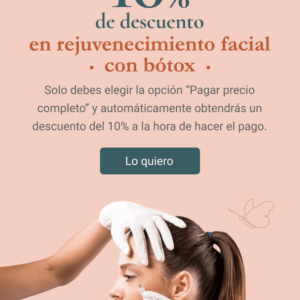 10%
de descuento
en rejuvenecimiento facial
• con bótox •
Solo debes elegir la opción “Pagar precio
completo” y automáticamente obtendrás un
descuento del 10% a la hora de hacer el pago.
Lo quiero